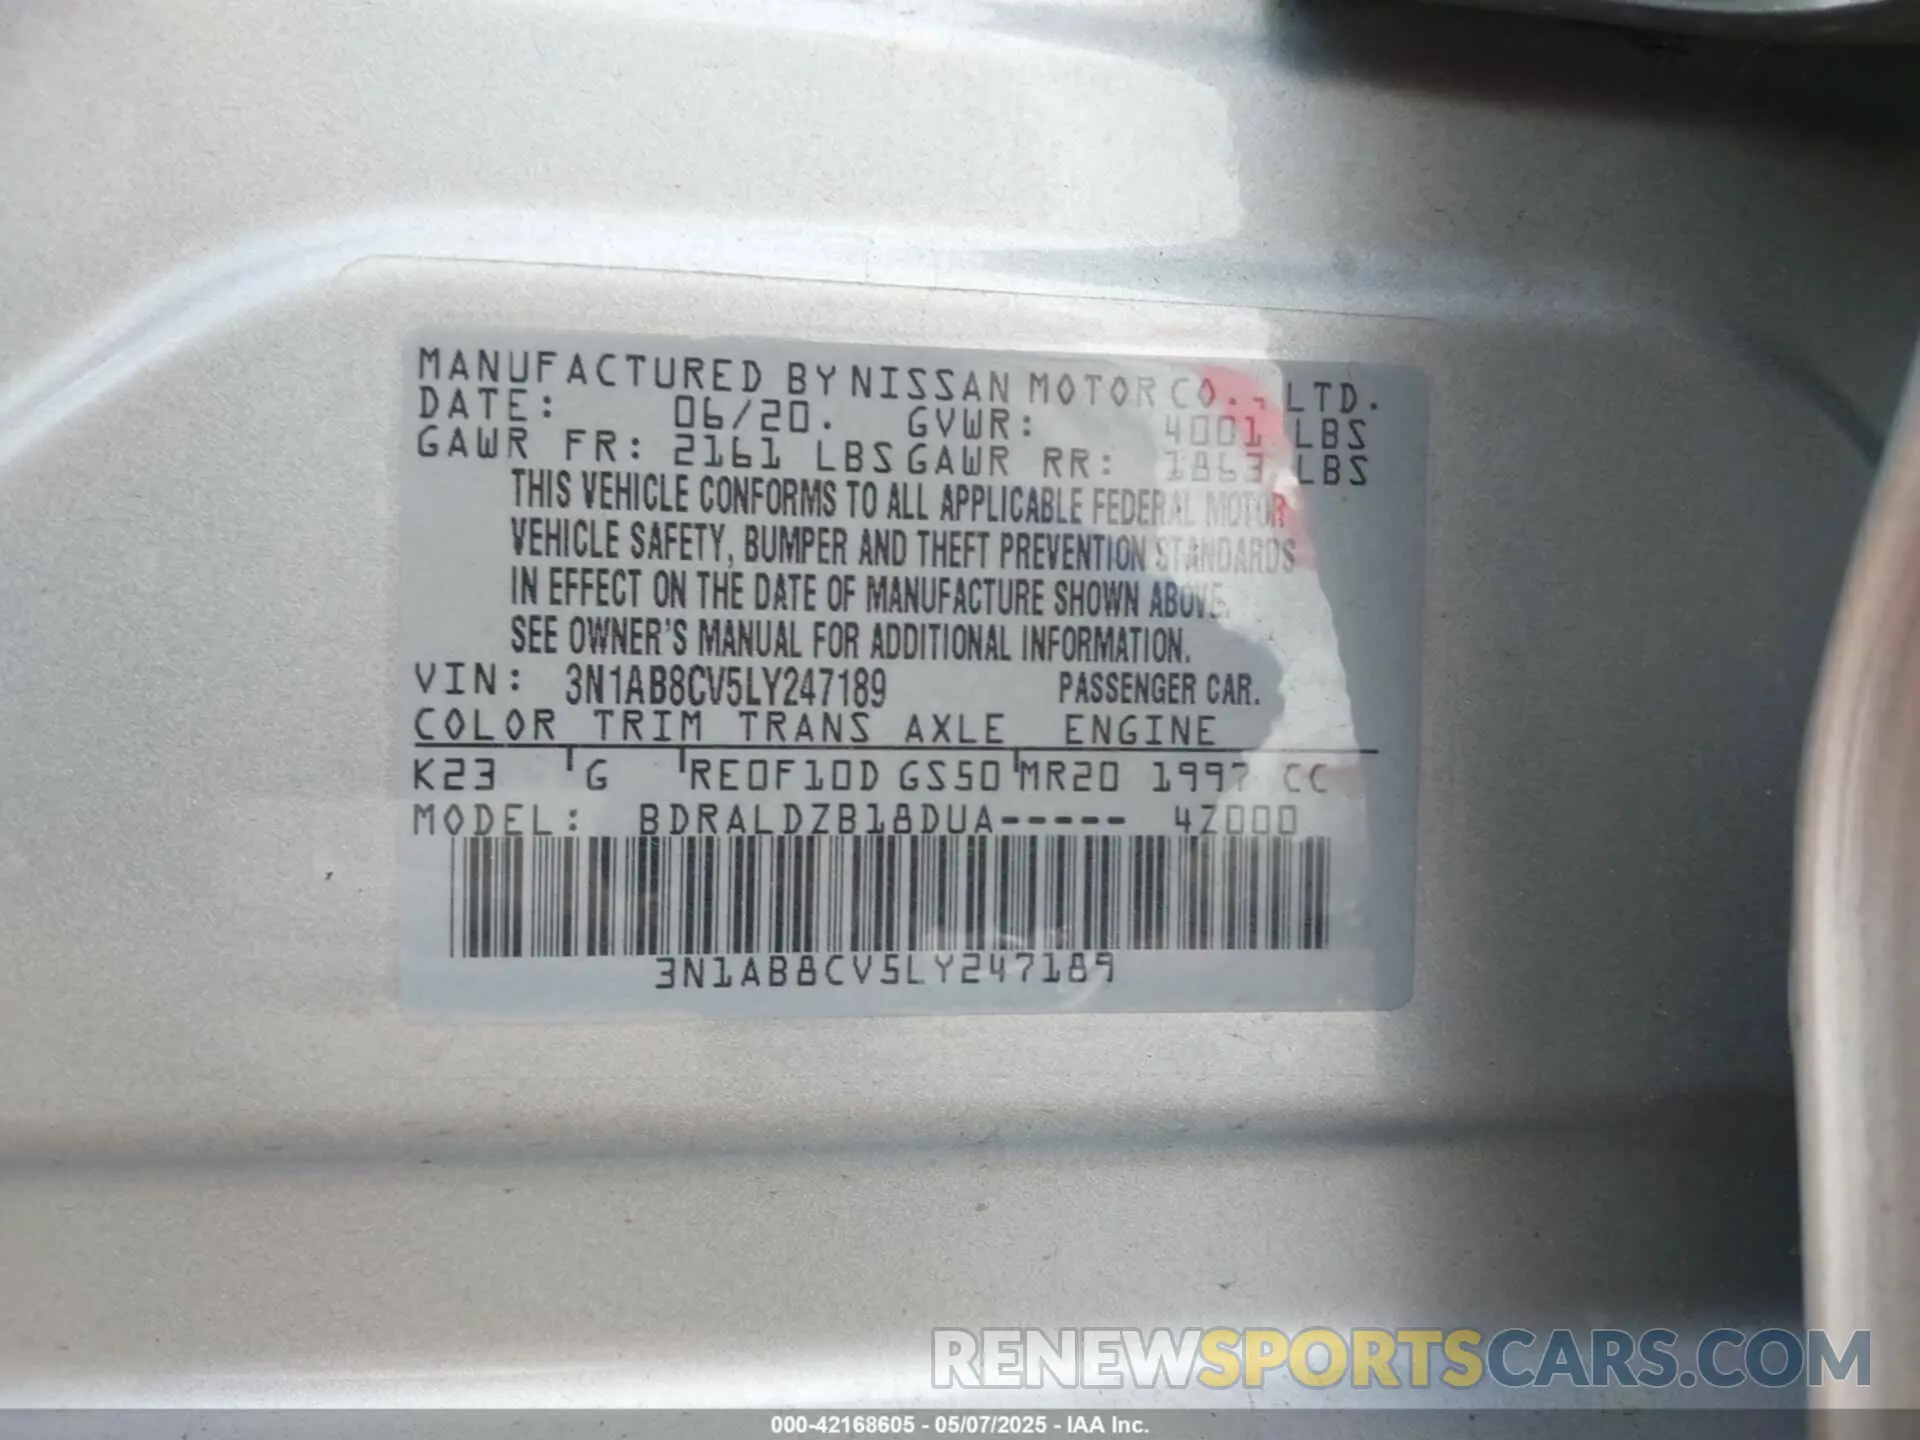 MANUFACTURED BY NISSAN MOTOR CO., LTD.
DATE: 06/20. GVWR: 4001 LBS
GAWR FR: 2161 LBS GAWR RR: 1863 LBS
THIS VEHICLE CONFORMS TO ALL APPLICABLE FEDERAL MOTOR
VEHICLE SAFETY, BUMPER AND THEFT PREVENTION STANDARDS
IN EFFECT ON THE DATE OF MANUFACTURE SHOWN ABOVE.
SEE OWNER'S MANUAL FOR ADDITIONAL INFORMATION.
VIN: 3N1AB8CV5LY247189 PASSENGER CAR.
COLOR TRIM TRANS AXLE ENGINE
K23 G RE0F10D GS50 MR20 1997 CC
MODEL: BDRALDZB18DUA----- 4Z000
3N1AB8CV5LY247189
RENEWSPORTSCARS.COM
000-42168605 - 05/07/2025 - IAA Inc.